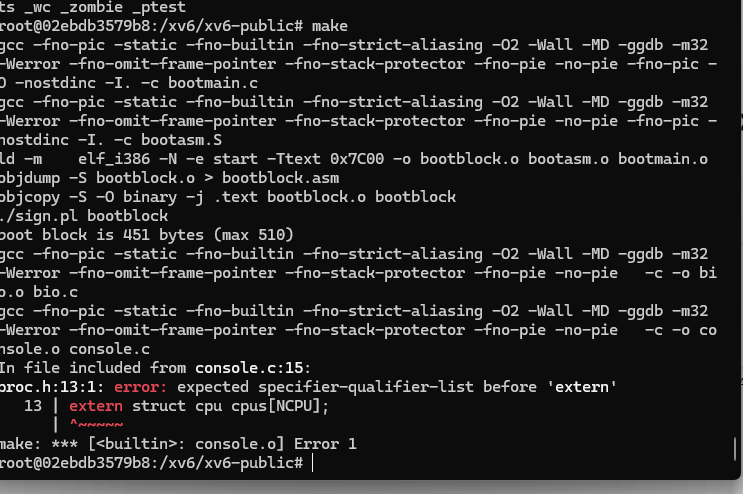 ts _wc _zombie _ptest
root@02ebdb3579b8:/xv6/xv6-public# make
gcc -fno-pic -static -fno-builtin -fno-strict-aliasing -O2 -Wall -MD -ggdb -m32
-Werror -fno-omit-frame-pointer -fno-stack-protector -fno-pie -no-pie -fno-pic -
O -nostdinc -I. -c bootmain.c
gcc -fno-pic -static -fno-builtin -fno-strict-aliasing -O2 -Wall -MD -ggdb -m32
-Werror -fno-omit-frame-pointer -fno-stack-protector -fno-pie -no-pie -fno-pic -
nostdinc -I. -c bootasm.S
ld -m    elf_i386 -N -e start -Ttext 0x7C00 -o bootblock.o bootasm.o bootmain.o
objdump -S bootblock.o > bootblock.asm
objcopy -S -O binary -j .text bootblock.o bootblock
./sign.pl bootblock
boot block is 451 bytes (max 510)
gcc -fno-pic -static -fno-builtin -fno-strict-aliasing -O2 -Wall -MD -ggdb -m32
-Werror -fno-omit-frame-pointer -fno-stack-protector -fno-pie -no-pie   -c -o bi
o.o bio.c
gcc -fno-pic -static -fno-builtin -fno-strict-aliasing -O2 -Wall -MD -ggdb -m32
-Werror -fno-omit-frame-pointer -fno-stack-protector -fno-pie -no-pie   -c -o co
nsole.o console.c
In file included from console.c:15:
proc.h:13:1: error: expected specifier-qualifier-list before 'extern'
   13 | extern struct cpu cpus[NCPU];
      | ^~~~~~
make: *** [<builtin>: console.o] Error 1
root@02ebdb3579b8:/xv6/xv6-public#